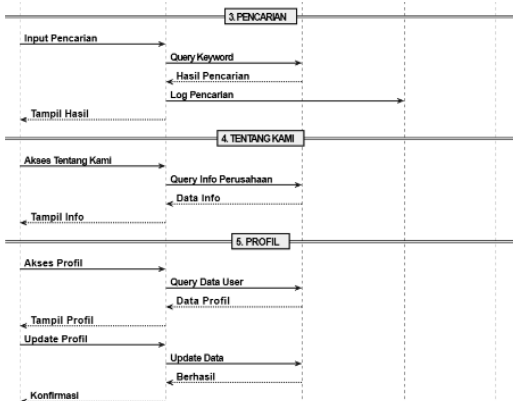 3. PENCARIAN
Input Pencarian
Query Keyword
Hasil Pencarian
Log Pencarian
Tampil Hasil
4. TENTANG KAMI
Akses Tentang Kami
Query Info Perusahaan
Data Info
Tampil Info
5. PROFIL
Akses Profil
Query Data User
Data Profil
Tampil Profil
Update Profil
Update Data
Berhasil
Konfirmasi